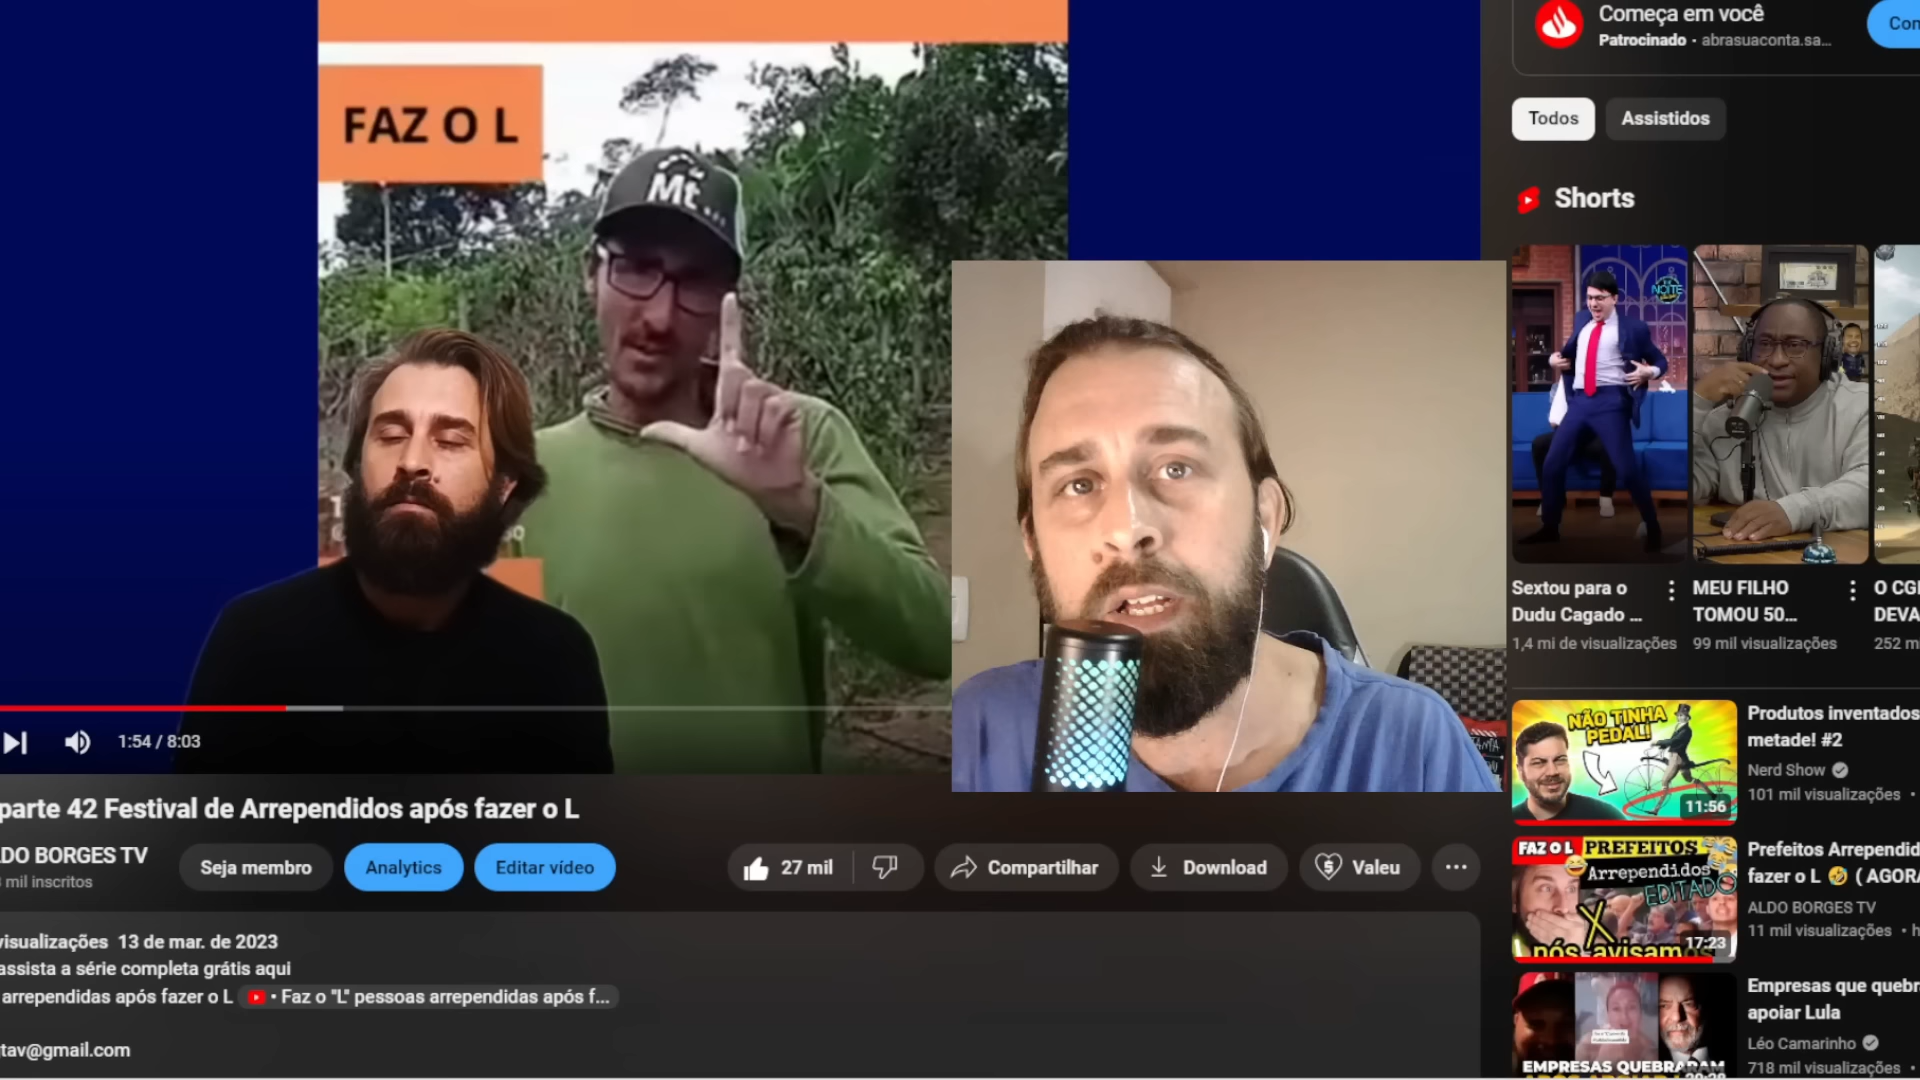 FAZ O L
Mt
1:54 / 8:03
parte 42 Festival de Arrependidos após fazer o L
LDO BORGES TV
mil inscritos
Seja membro
Analytics
Editar vídeo
27 mil
Compartilhar
Download
Valeu
visualizações 13 de mar. de 2023
assista a série completa grátis aqui
arrependidas após fazer o L • Faz o "L" pessoas arrependidas após f...
tav@gmail.com
Começa em você
Patrocinado · abrasuaconta.sa...
Con
Todos
Assistidos
Shorts
NOITE
Sextou para o
Dudu Cagado ...
1,4 mi de visualizações
MEU FILHO
TOMOU 50...
99 mil visualizações
O CGI
DEVA
252 m
NÃO TINHA
PEDAL!
11:56
Produtos inventados
metade! #2
Nerd Show
101 mil visualizações •
FAZ O L PREFEITOS
Arrependidos
EDITADO
X
nós avisamos
17:23
Prefeitos Arrependid
fazer o L 🤣 ( AGORA
ALDO BORGES TV
11 mil visualizações • h
EMPRESAS QUEBRARAM
Empresas que quebra
apoiar Lula
Léo Camarinho
718 mil visualizações •